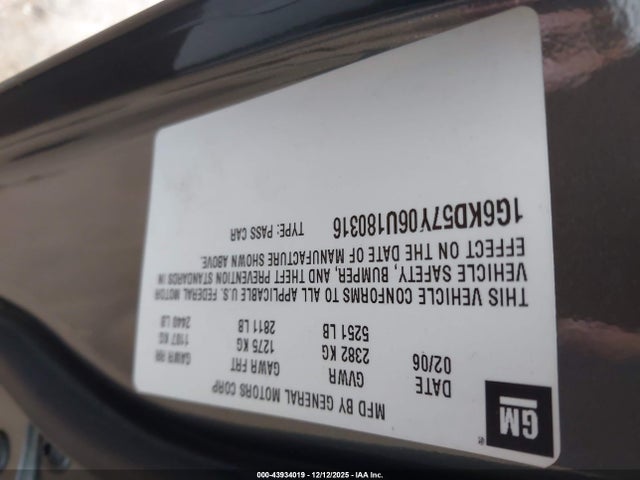 GM
MFD BY GENERAL MOTORS CORP
DATE GVWR GAWR FRT GAWR RR
02/06 2382 KG 1275 KG 1107 KG
5251 LB 2811 LB 2440 LB
THIS VEHICLE CONFORMS TO ALL APPLICABLE U.S. FEDERAL MOTOR
VEHICLE SAFETY, BUMPER, AND THEFT PREVENTION STANDARDS IN
EFFECT ON THE DATE OF MANUFACTURE SHOWN ABOVE.
1G6KD57Y06U180316 TYPE: PASS CAR
000-43934019 - 12/12/2025 - IAA Inc.